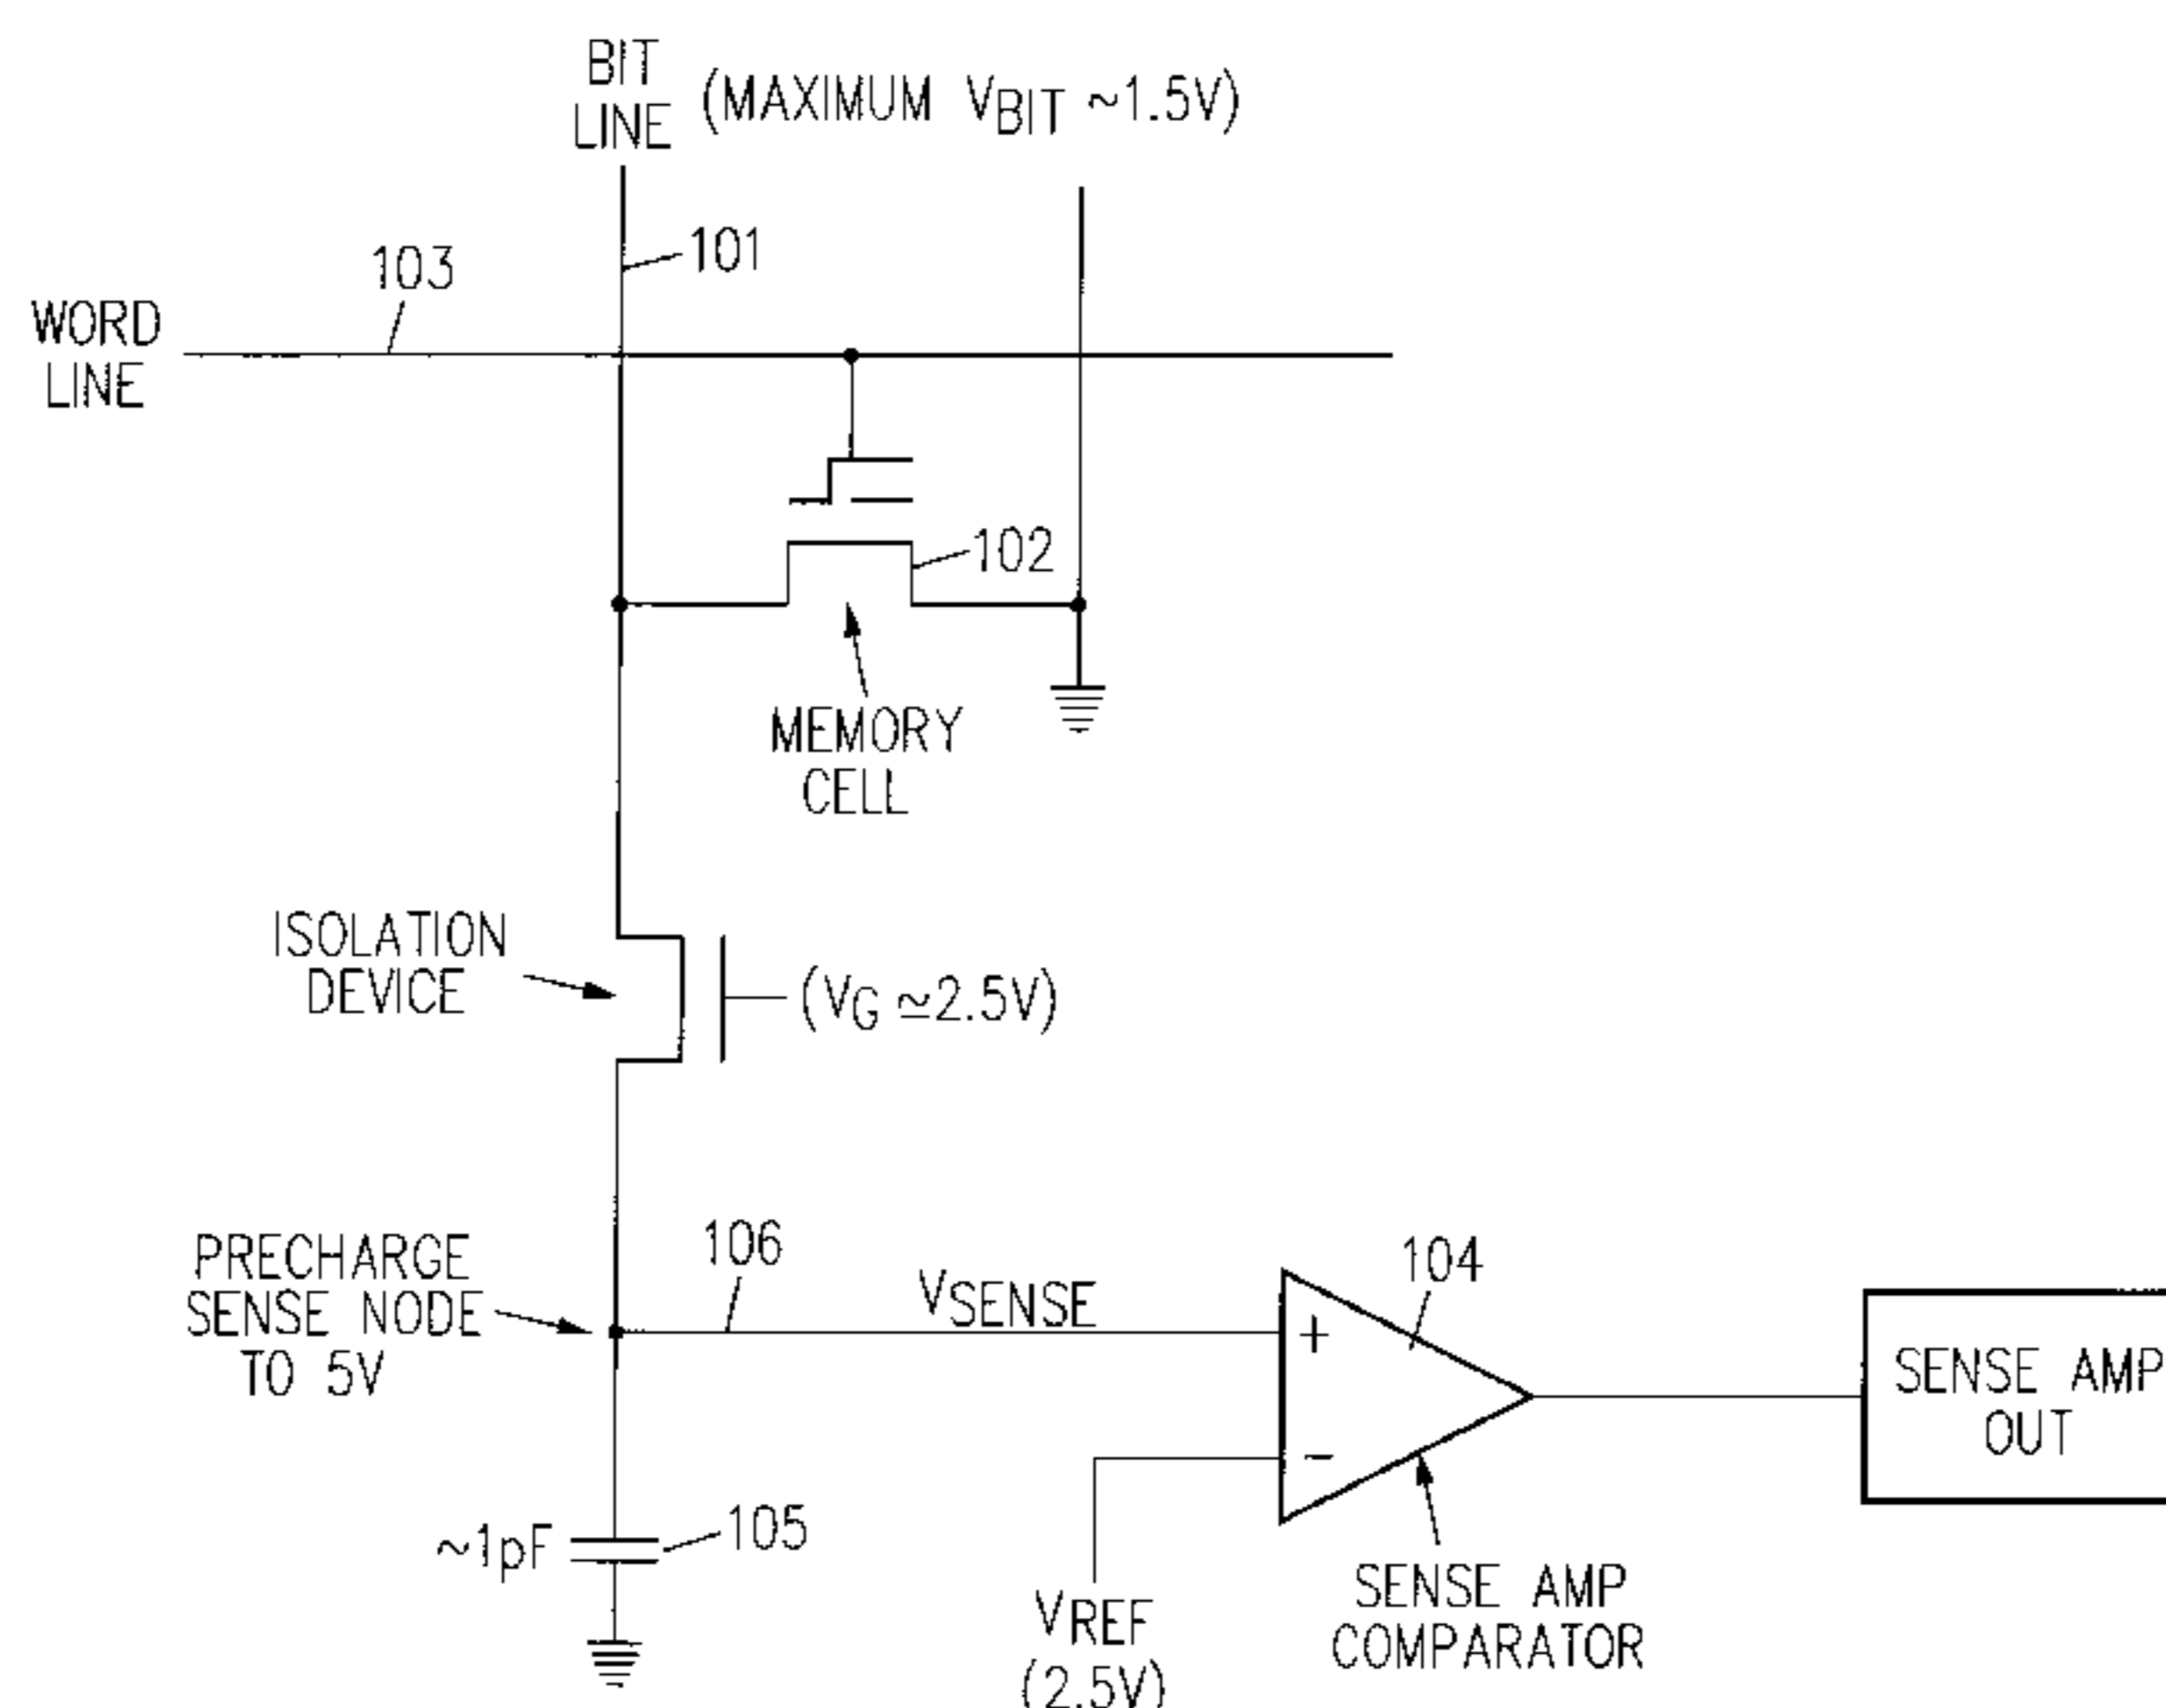 BIT
LINE
(MAXIMUM VBIT ~1.5V)
101
103
WORD
LINE
102
MEMORY
CELL
ISOLATION
DEVICE
(VG ≃2.5V)
PRECHARGE
SENSE NODE
TO 5V
106
VSENSE
104
+
−
SENSE AMP
OUT
~1pF
105
VREF
(2.5V)
SENSE AMP
COMPARATOR